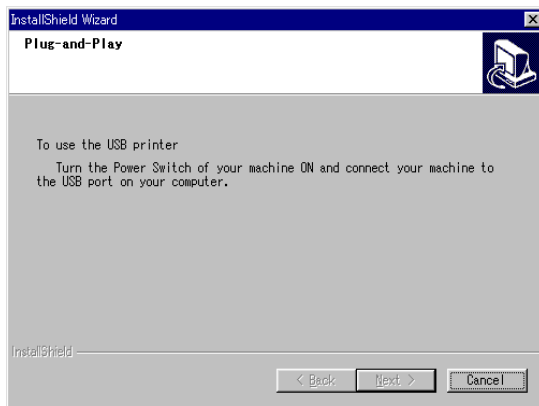 InstallShield Wizard
Plug-and-Play
To use the USB printer
Turn the Power Switch of your machine ON and connect your machine to
the USB port on your computer.
InstallShield
< Back
Next >
Cancel